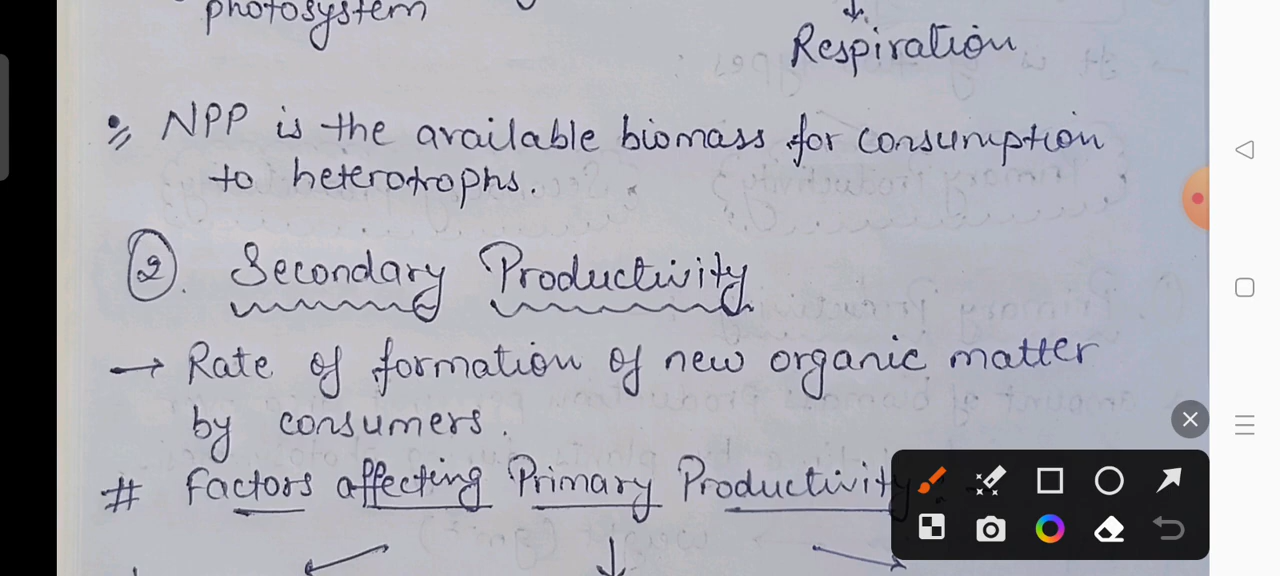 photosystem
Respiration
NPP is the available biomass for consumption
to heterotrophs.
② Secondary Productivity
→ Rate of formation of new organic matter
by consumers.
# Factors affecting Primary Productivity